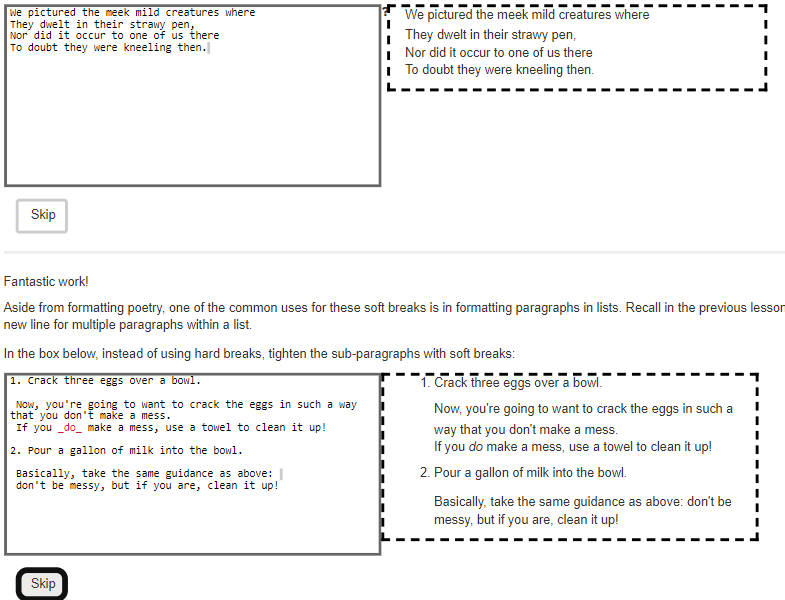 We pictured the meek mild creatures where
They dwelt in their strawy pen,
Nor did it occur to one of us there
To doubt they were kneeling then.
?
We pictured the meek mild creatures where
They dwelt in their strawy pen,
Nor did it occur to one of us there
To doubt they were kneeling then.
Skip
Fantastic work!
Aside from formatting poetry, one of the common uses for these soft breaks is in formatting paragraphs in lists. Recall in the previous lesson
new line for multiple paragraphs within a list.
In the box below, instead of using hard breaks, tighten the sub-paragraphs with soft breaks:
1. Crack three eggs over a bowl.
Now, you're going to want to crack the eggs in such a way
that you don't make a mess.
If you _do_ make a mess, use a towel to clean it up!
2. Pour a gallon of milk into the bowl.
Basically, take the same guidance as above:
don't be messy, but if you are, clean it up!
1. Crack three eggs over a bowl.
Now, you're going to want to crack the eggs in such a
way that you don't make a mess.
If you do make a mess, use a towel to clean it up!
2. Pour a gallon of milk into the bowl.
Basically, take the same guidance as above: don't be
messy, but if you are, clean it up!
Skip